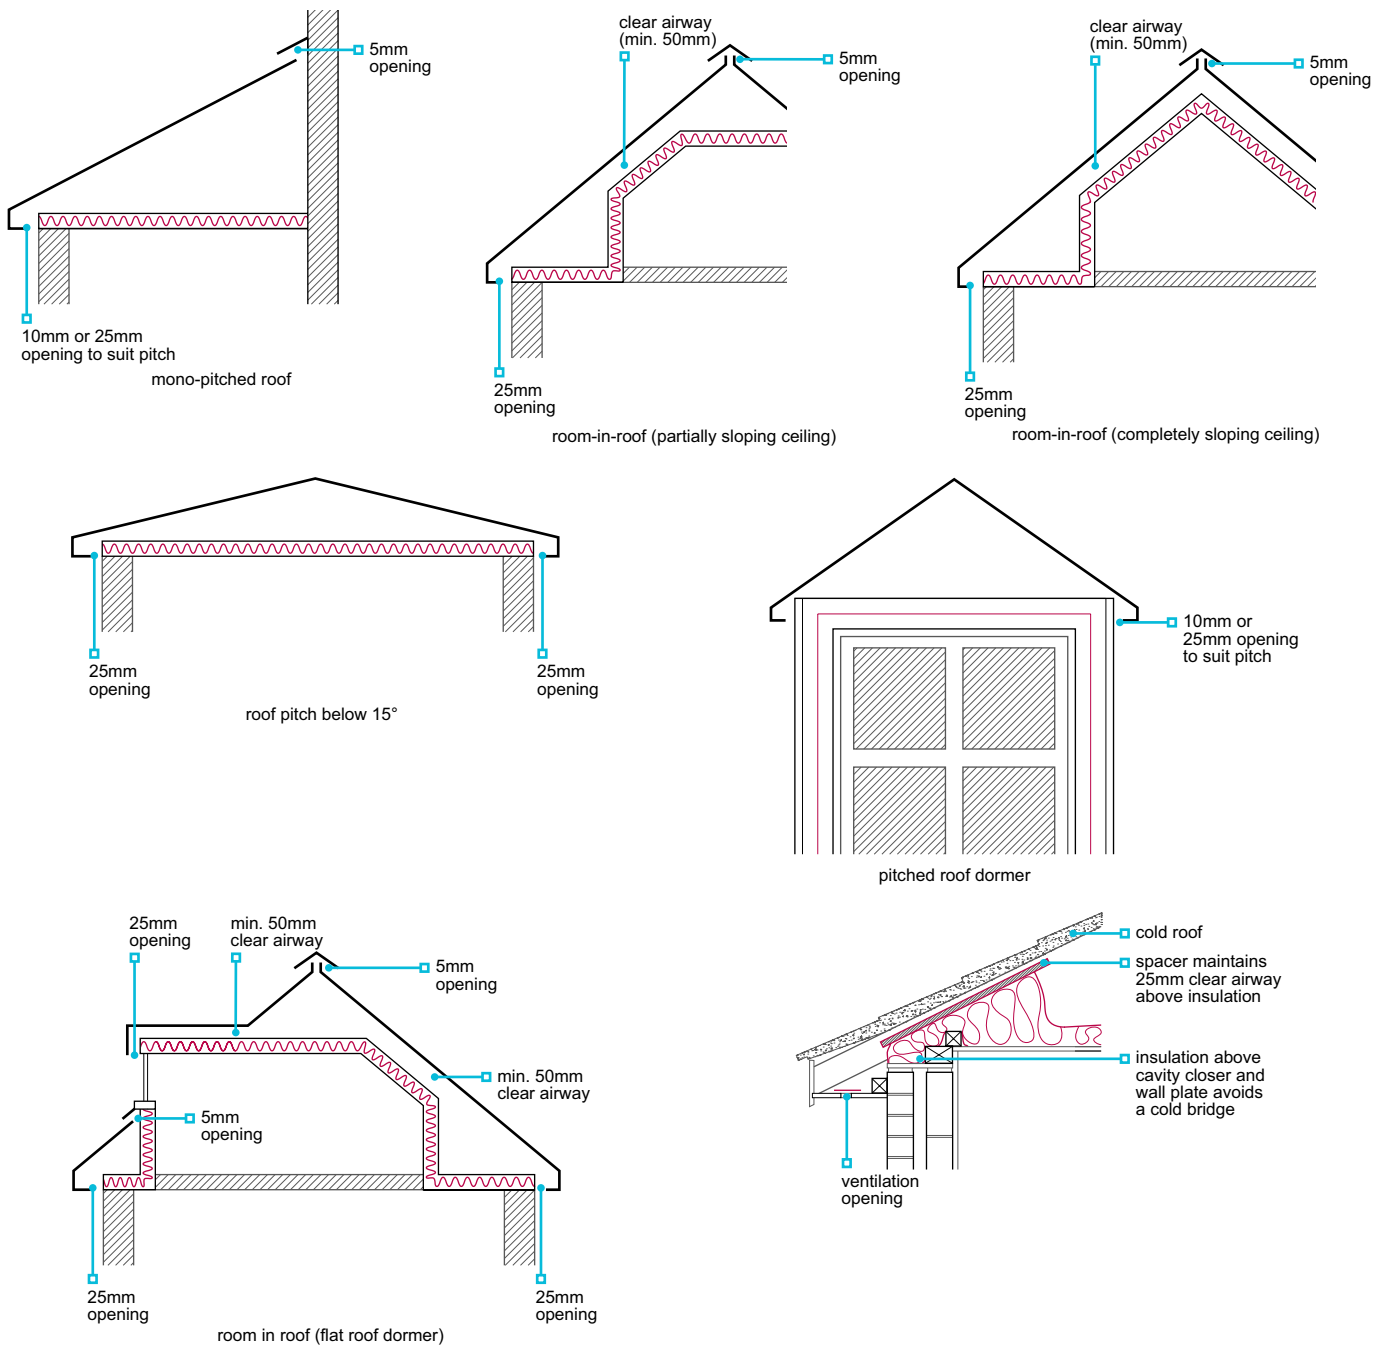 5mm
opening
10mm or 25mm
opening to suit pitch
mono-pitched roof
clear airway
(min. 50mm)
5mm
opening
25mm
opening
room-in-roof (partially sloping ceiling)
clear airway
(min. 50mm)
5mm
opening
25mm
opening
room-in-roof (completely sloping ceiling)
25mm
opening
25mm
opening
roof pitch below 15°
10mm or
25mm opening
to suit pitch
pitched roof dormer
25mm
opening
min. 50mm
clear airway
5mm
opening
min. 50mm
clear airway
5mm
opening
25mm
opening
25mm
opening
room in roof (flat roof dormer)
cold roof
spacer maintains
25mm clear airway
above insulation
insulation above
cavity closer and
wall plate avoids
a cold bridge
ventilation
opening